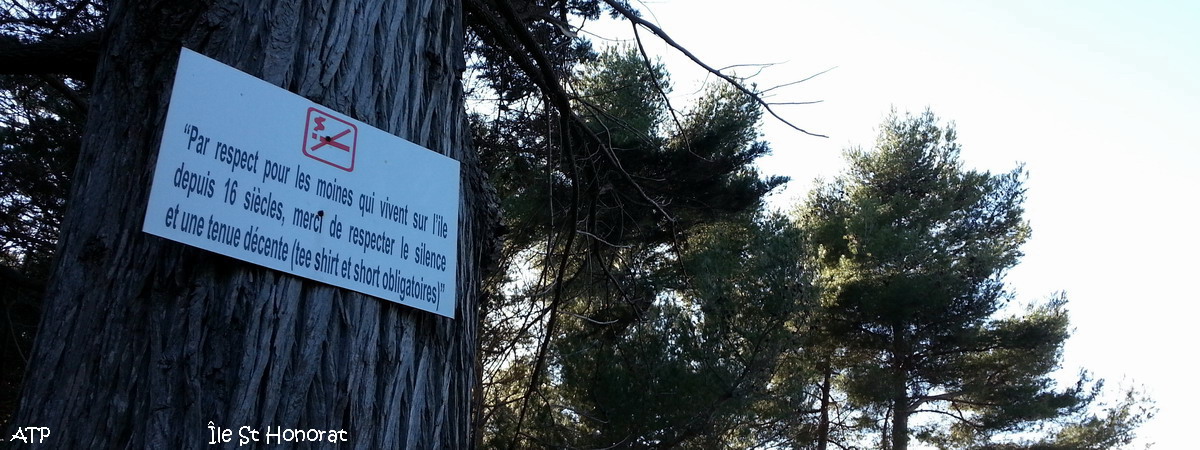 “Par respect pour les moines qui vivent sur l'ile
depuis 16 siècles, merci de respecter le silence
et une tenue décente (tee shirt et short obligatoires)”
ATP
Île St Honorat